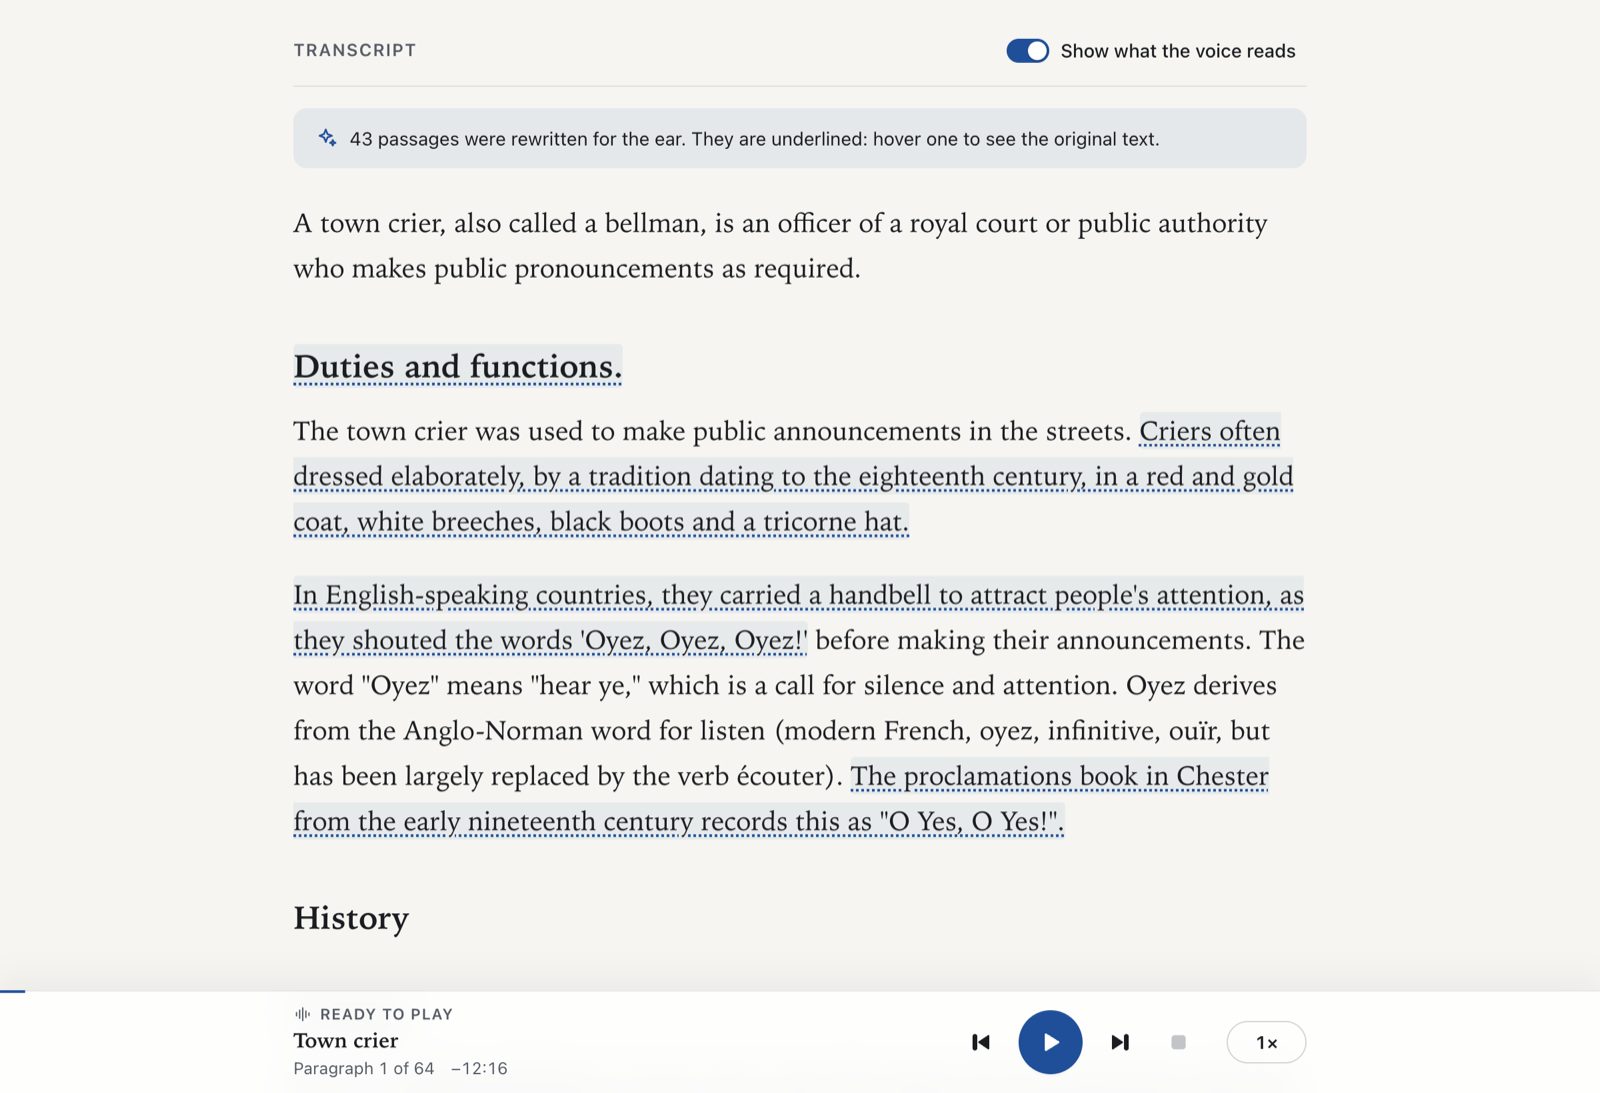 TRANSCRIPT
Show what the voice reads
43 passages were rewritten for the ear. They are underlined: hover one to see the original text.
A town crier, also called a bellman, is an officer of a royal court or public authority
who makes public pronouncements as required.
Duties and functions.
The town crier was used to make public announcements in the streets. Criers often
dressed elaborately, by a tradition dating to the eighteenth century, in a red and gold
coat, white breeches, black boots and a tricorne hat.
In English-speaking countries, they carried a handbell to attract people's attention, as
they shouted the words 'Oyez, Oyez, Oyez!' before making their announcements. The
word "Oyez" means "hear ye," which is a call for silence and attention. Oyez derives
from the Anglo-Norman word for listen (modern French, oyez, infinitive, ouïr, but
has been largely replaced by the verb écouter). The proclamations book in Chester
from the early nineteenth century records this as "O Yes, O Yes!".
History
READY TO PLAY
Town crier
Paragraph 1 of 64 −12:16
1×